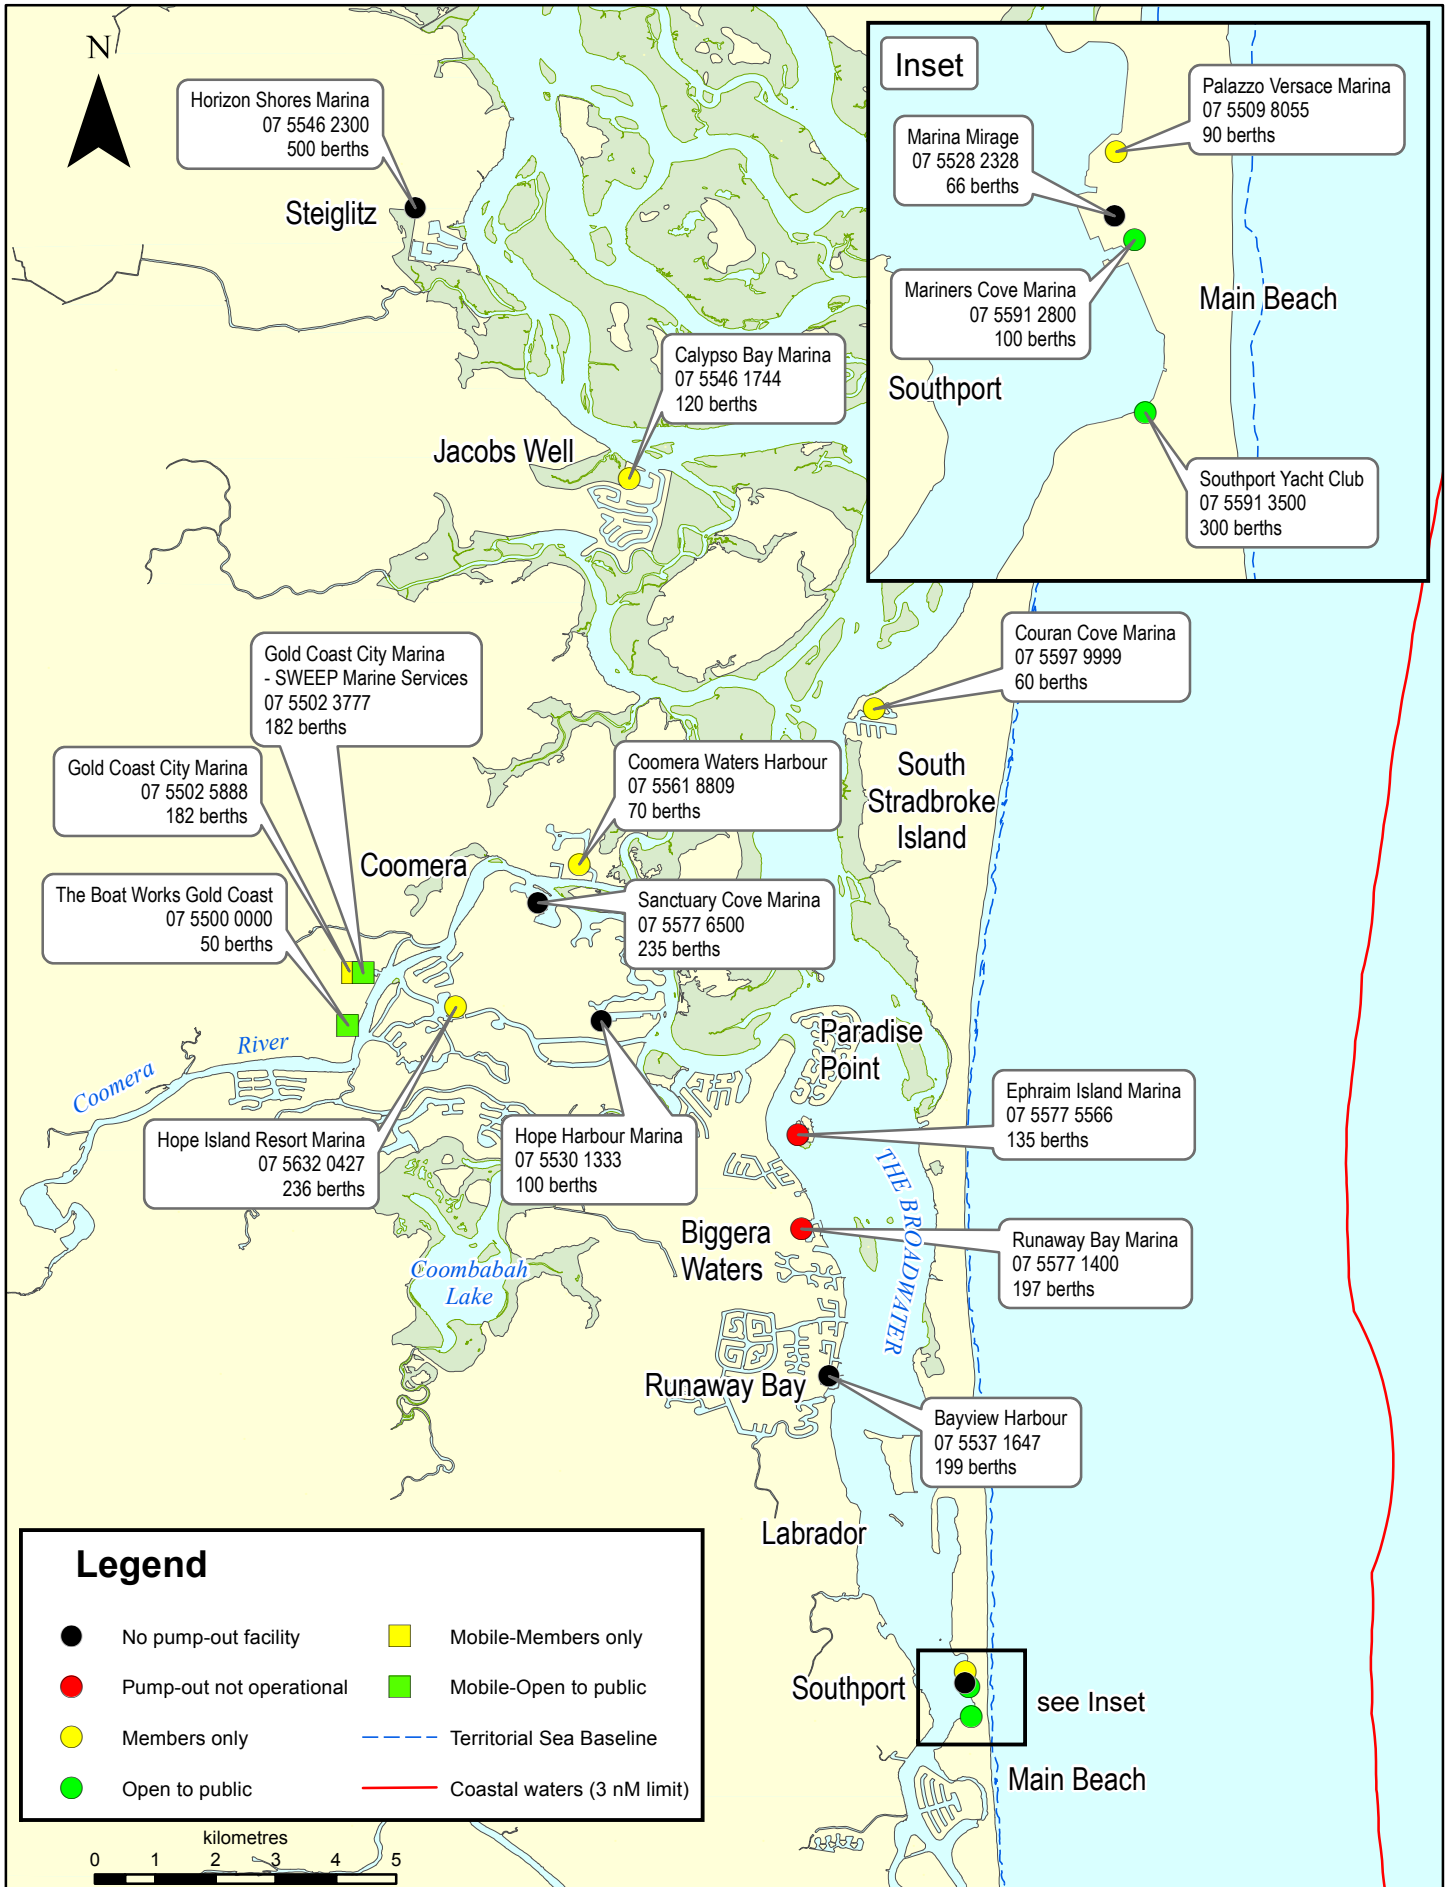 N
Horizon Shores Marina
07 5546 2300
500 berths
Steiglitz
Inset
Palazzo Versace Marina
07 5509 8055
90 berths
Marina Mirage
07 5528 2328
66 berths
Mariners Cove Marina
07 5591 2800
100 berths
Main Beach
Southport
Southport Yacht Club
07 5591 3500
300 berths
Calypso Bay Marina
07 5546 1744
120 berths
Jacobs Well
Couran Cove Marina
07 5597 9999
60 berths
Gold Coast City Marina
- SWEEP Marine Services
07 5502 3777
182 berths
Gold Coast City Marina
07 5502 5888
182 berths
Coomera Waters Harbour
07 5561 8809
70 berths
South
Stradbroke
Island
Coomera
The Boat Works Gold Coast
07 5500 0000
50 berths
Sanctuary Cove Marina
07 5577 6500
235 berths
Coomera River
Paradise
Point
Hope Island Resort Marina
07 5632 0427
236 berths
Hope Harbour Marina
07 5530 1333
100 berths
Ephraim Island Marina
07 5577 5566
135 berths
THE BROADWATER
Biggera
Waters
Runaway Bay Marina
07 5577 1400
197 berths
Coombabah
Lake
Runaway Bay
Bayview Harbour
07 5537 1647
199 berths
Labrador
Southport
see Inset
Main Beach
Legend
No pump-out facility
Pump-out not operational
Members only
Open to public
Mobile-Members only
Mobile-Open to public
Territorial Sea Baseline
Coastal waters (3 nM limit)
kilometres
0 1 2 3 4 5